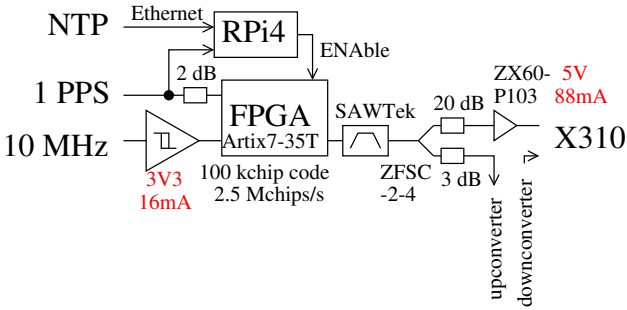 NTP
Ethernet
RPi4
ENAble
1 PPS
2 dB
FPGA
Artix7-35T
10 MHz
3V3
16mA
100 kchip code
2.5 Mchips/s
SAWTek
ZFSC
-2-4
20 dB
3 dB
ZX60-
P103
5V
88mA
X310
upconverter
downconverter